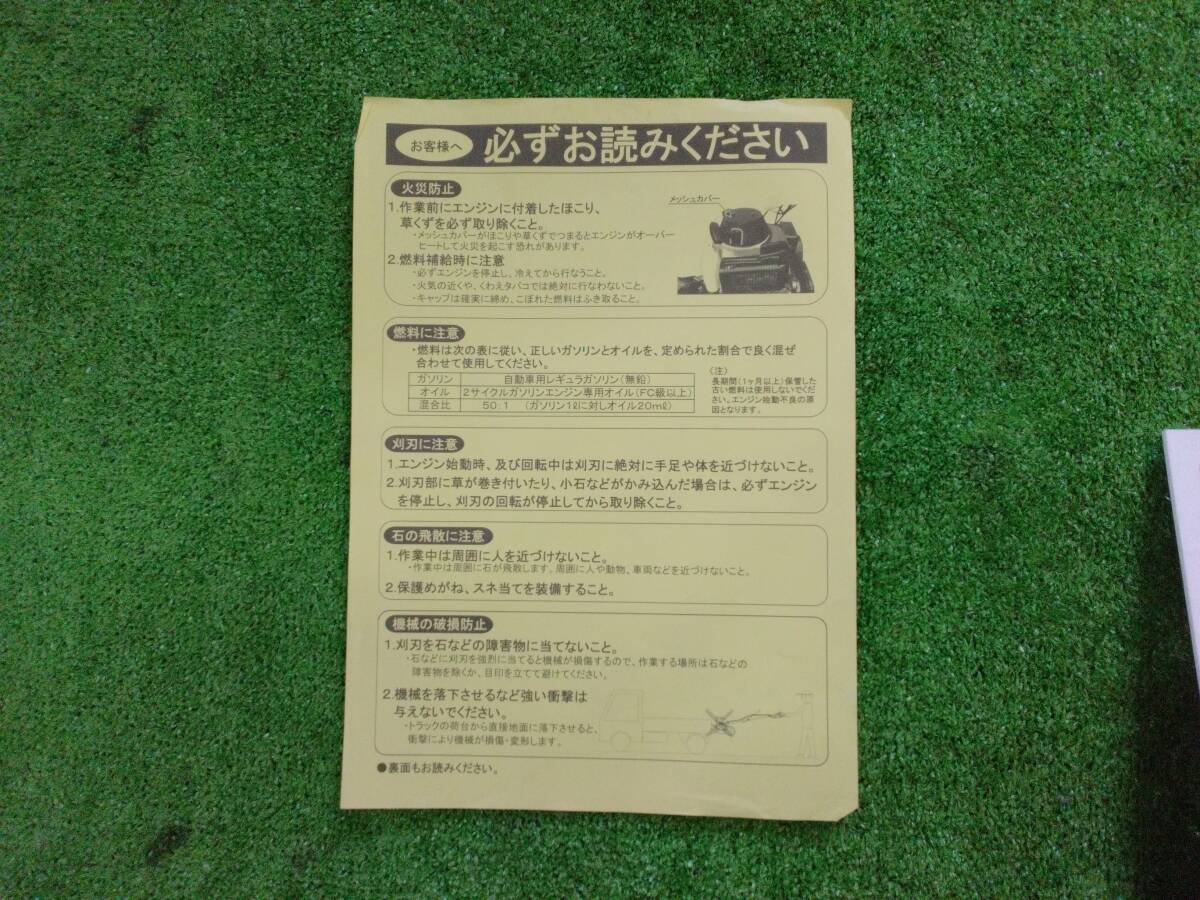 お客様へ 必ずお読みください
火災防止
1.作業前にエンジンに付着したほこり、
草くずを必ず取り除くこと。
・メッシュカバーがほこりや草くずでつまるとエンジンがオーバー
ヒートして火災を起こす恐れがあります。
メッシュカバー
2.燃料補給時に注意
・必ずエンジンを停止し、冷えてから行なうこと。
・火気の近くや、くわえタバコでは絶対に行なわないこと。
・キャップは確実に締め、こぼれた燃料はふき取ること。
燃料に注意
・燃料は次の表に従い、正しいガソリンとオイルを、定められた割合で良く混ぜ
合わせて使用してください。
ガソリン 自動車用レギュラガソリン(無鉛)
オイル 2サイクルガソリンエンジン専用オイル(FC級以上)
混合比 50:1 (ガソリン1ℓに対しオイル20mℓ)
(注)
長期間(1ヶ月以上)保管した
古い燃料は使用しないでくだ
さい。エンジン始動不良の原
因となります。
刈刃に注意
1.エンジン始動時、及び回転中は刈刃に絶対に手足や体を近づけないこと。
2.刈刃部に草が巻き付いたり、小石などがかみ込んだ場合は、必ずエンジン
を停止し、刈刃の回転が停止してから取り除くこと。
石の飛散に注意
1.作業中は周囲に人を近づけないこと。
・作業中は周囲に石が飛散します。周囲に人や動物、車両などを近づけないこと。
2.保護めがね、スネ当てを装備すること。
機械の破損防止
1.刈刃を石などの障害物に当てないこと。
・石などに刈刃を強烈に当てると機械が損傷するので、作業する場所は石などの
障害物を除くか、目印を立てて避けてください。
2.機械を落下させるなど強い衝撃は
与えないでください。
・トラックの荷台から直接地面に落下させると、
衝撃により機械が損傷・変形します。
●裏面もお読みください。